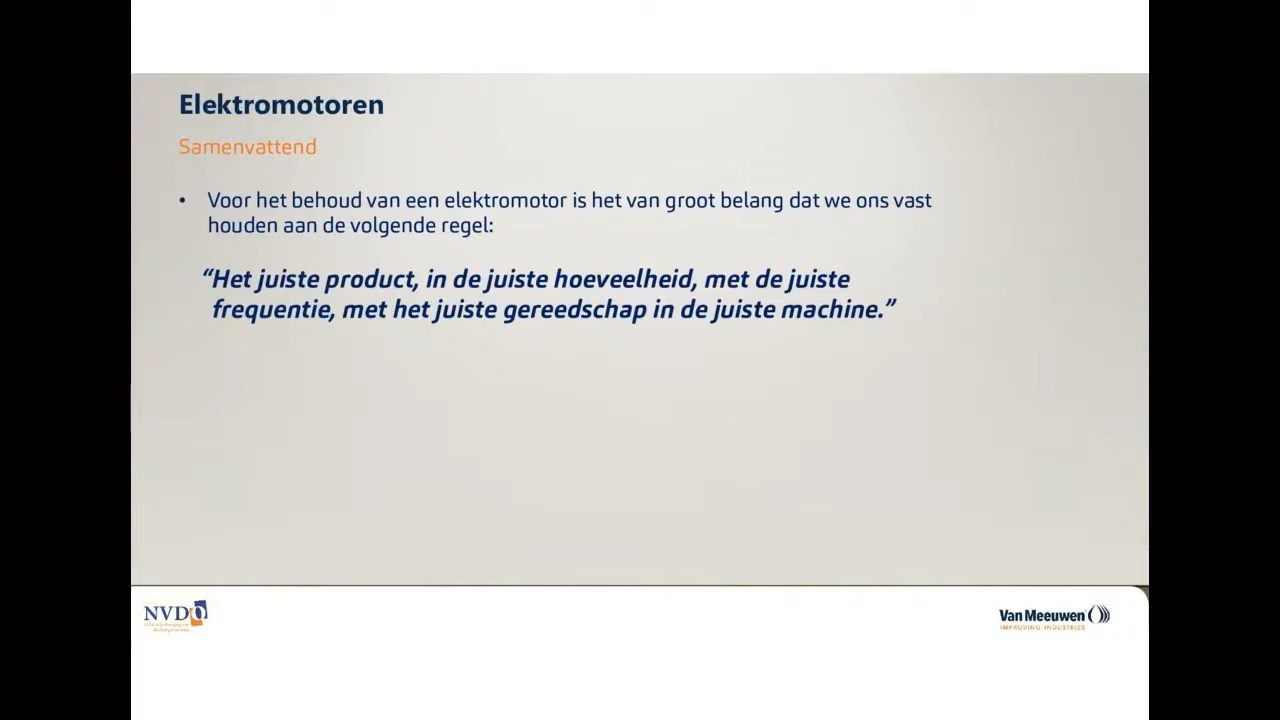 Elektromotoren
Samenvattend
• Voor het behoud van een elektromotor is het van groot belang dat we ons vast
houden aan de volgende regel:
“Het juiste product, in de juiste hoeveelheid, met de juiste
frequentie, met het juiste gereedschap in de juiste machine.”
NVDO
Van Meeuwen
IMPROVING INDUSTRIES